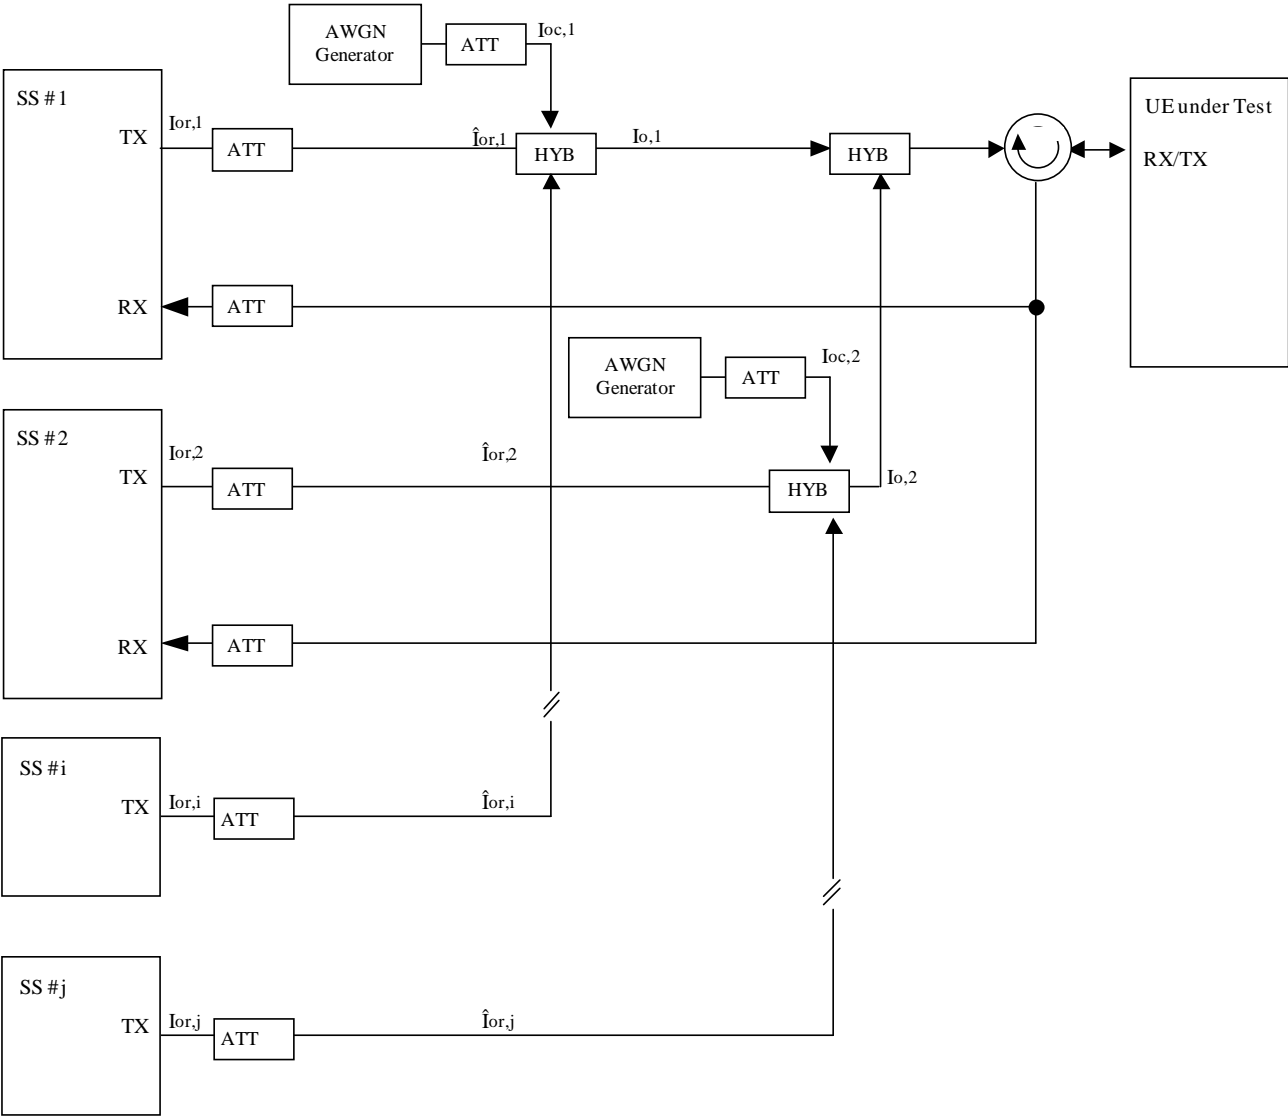 AWGN
Generator
ATT
Ioc,1
SS #1
TX
Ior,1
ATT
Îor,1
HYB
Io,1
HYB
UE under Test
RX/TX
RX
ATT
AWGN
Generator
ATT
Ioc,2
SS #2
TX
Ior,2
ATT
Îor,2
HYB
Io,2
RX
ATT
SS #i
TX
Ior,i
ATT
Îor,i
SS #j
TX
Ior,j
ATT
Îor,j